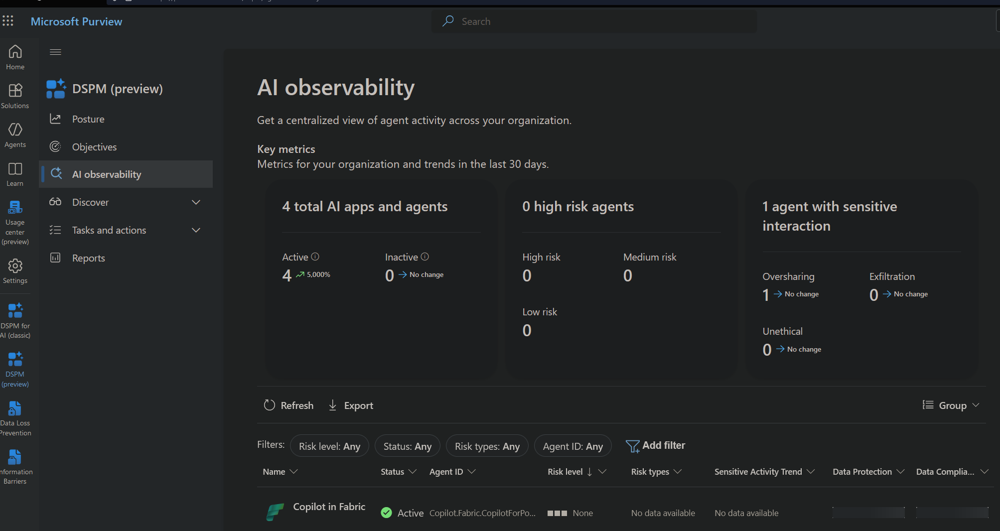 Microsoft Purview
Search
Home
Solutions
Agents
Learn
Usage
center
(preview)
Settings
DSPM for
AI (classic)
DSPM
(preview)
Data Loss
Prevention
nformation
Barriers
DSPM (preview)
Posture
Objectives
AI observability
Discover
Tasks and actions
Reports
AI observability
Get a centralized view of agent activity across your organization.
Key metrics
Metrics for your organization and trends in the last 30 days.
4 total AI apps and agents
Active
4 5,000%
Inactive
0 No change
0 high risk agents
High risk
0
Medium risk
0
Low risk
0
1 agent with sensitive
interaction
Oversharing
1 No change
Exfiltration
0 No change
Unethical
0 No change
Refresh Export Group
Filters: Risk level: Any Status: Any Risk types: Any Agent ID: Any Add filter
Name Status Agent ID Risk level Risk types Sensitive Activity Trend Data Protection Data Complia...
Copilot in Fabric Active Copilot.Fabric.CopilotForPo... None No data available No data available